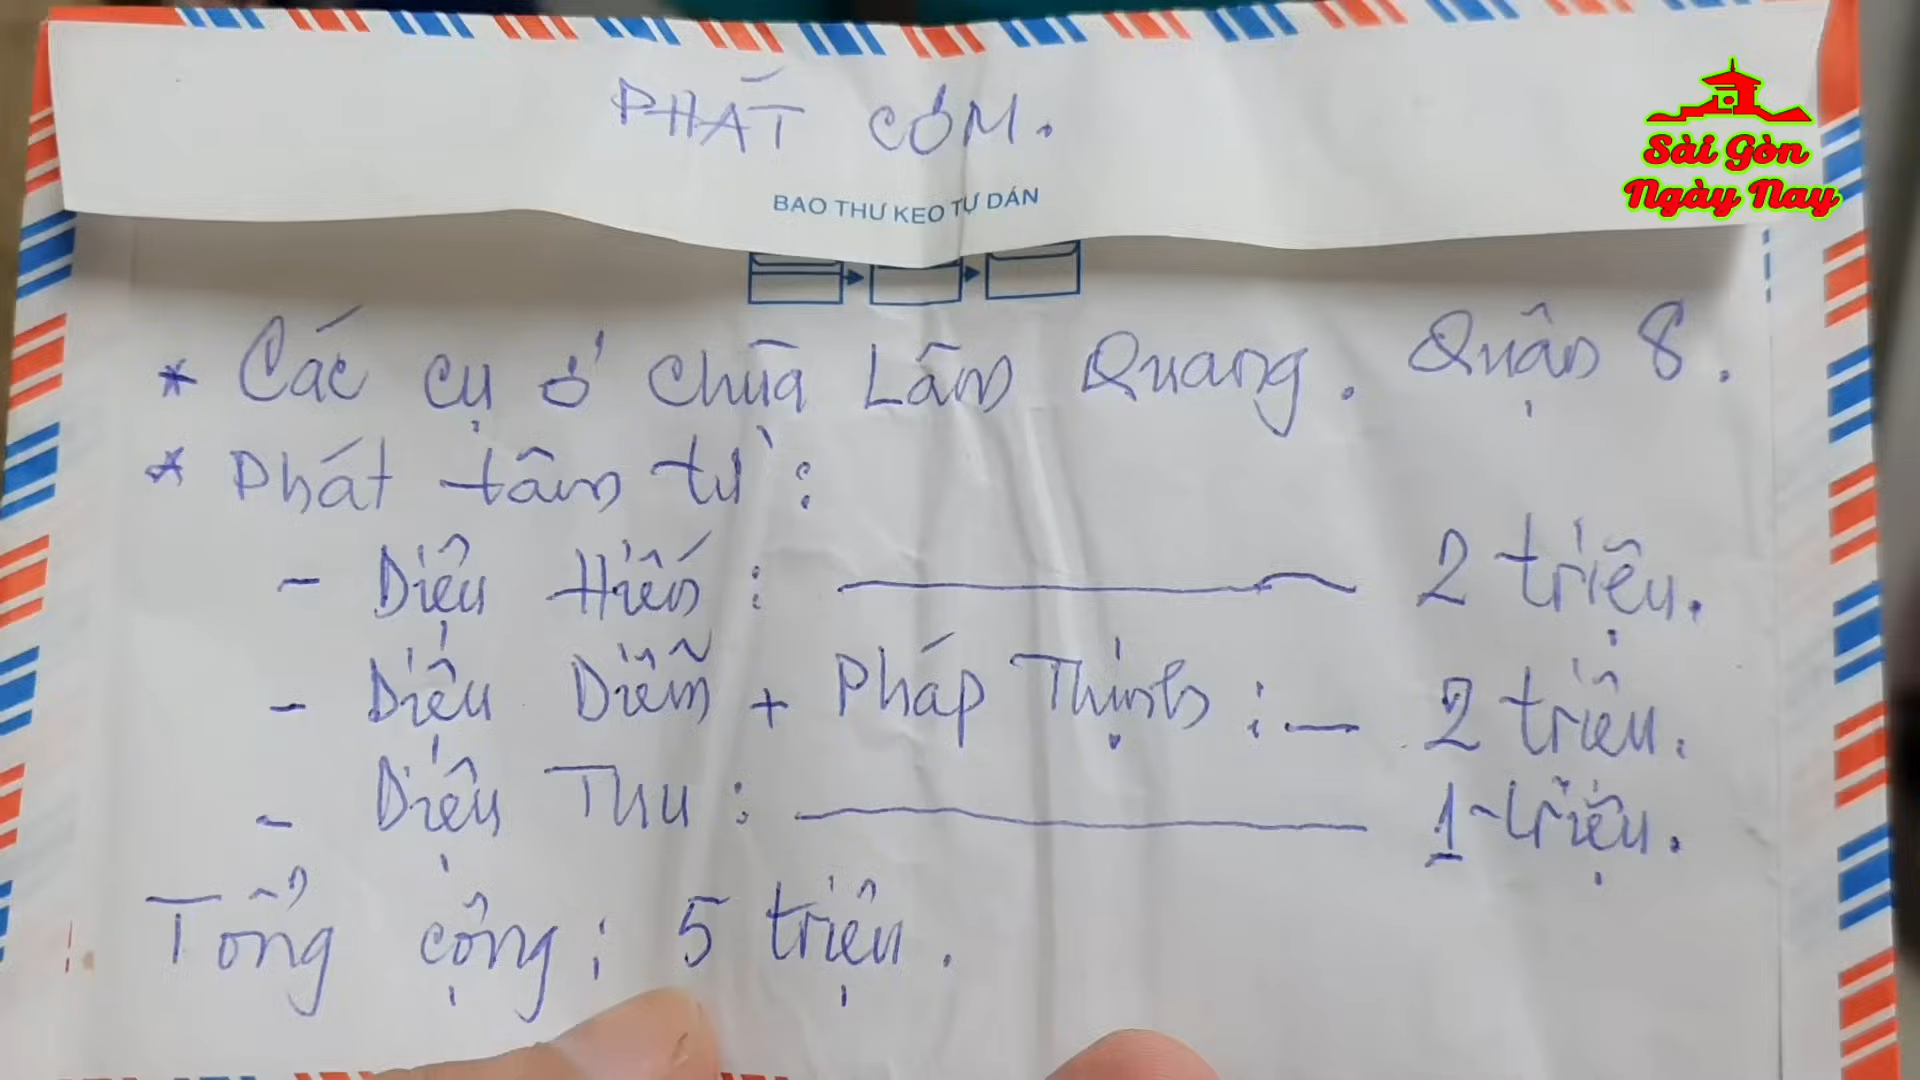 PHÁT CƠM.
Sài Gòn
Ngày Nay
BAO THƯ KEO TỰ DÁN
* Các cụ ở chùa Lâm Quang. Quận 8.
* Phát tâm từ:
- Diệu Hiền: 2 triệu.
- Diệu Diễm + Pháp Thịnh: 2 triệu.
- Diệu Thu: 1 triệu.
Tổng cộng: 5 triệu.